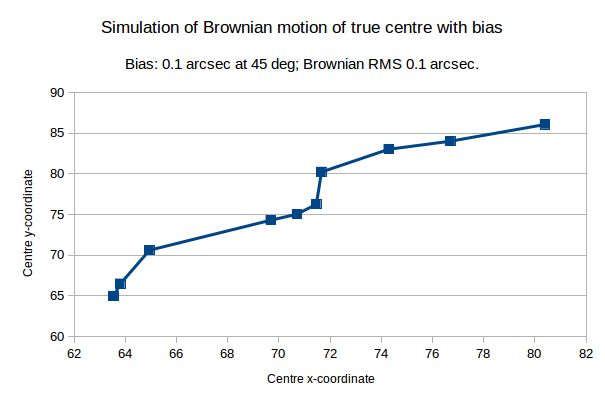 Simulation of Brownian motion of true centre with bias
Bias: 0.1 arcsec at 45 deg; Brownian RMS 0.1 arcsec.
90
85
80
75
70
65
60
Centre y-coordinate
62 64 66 68 70 72 74 76 78 80 82
Centre x-coordinate